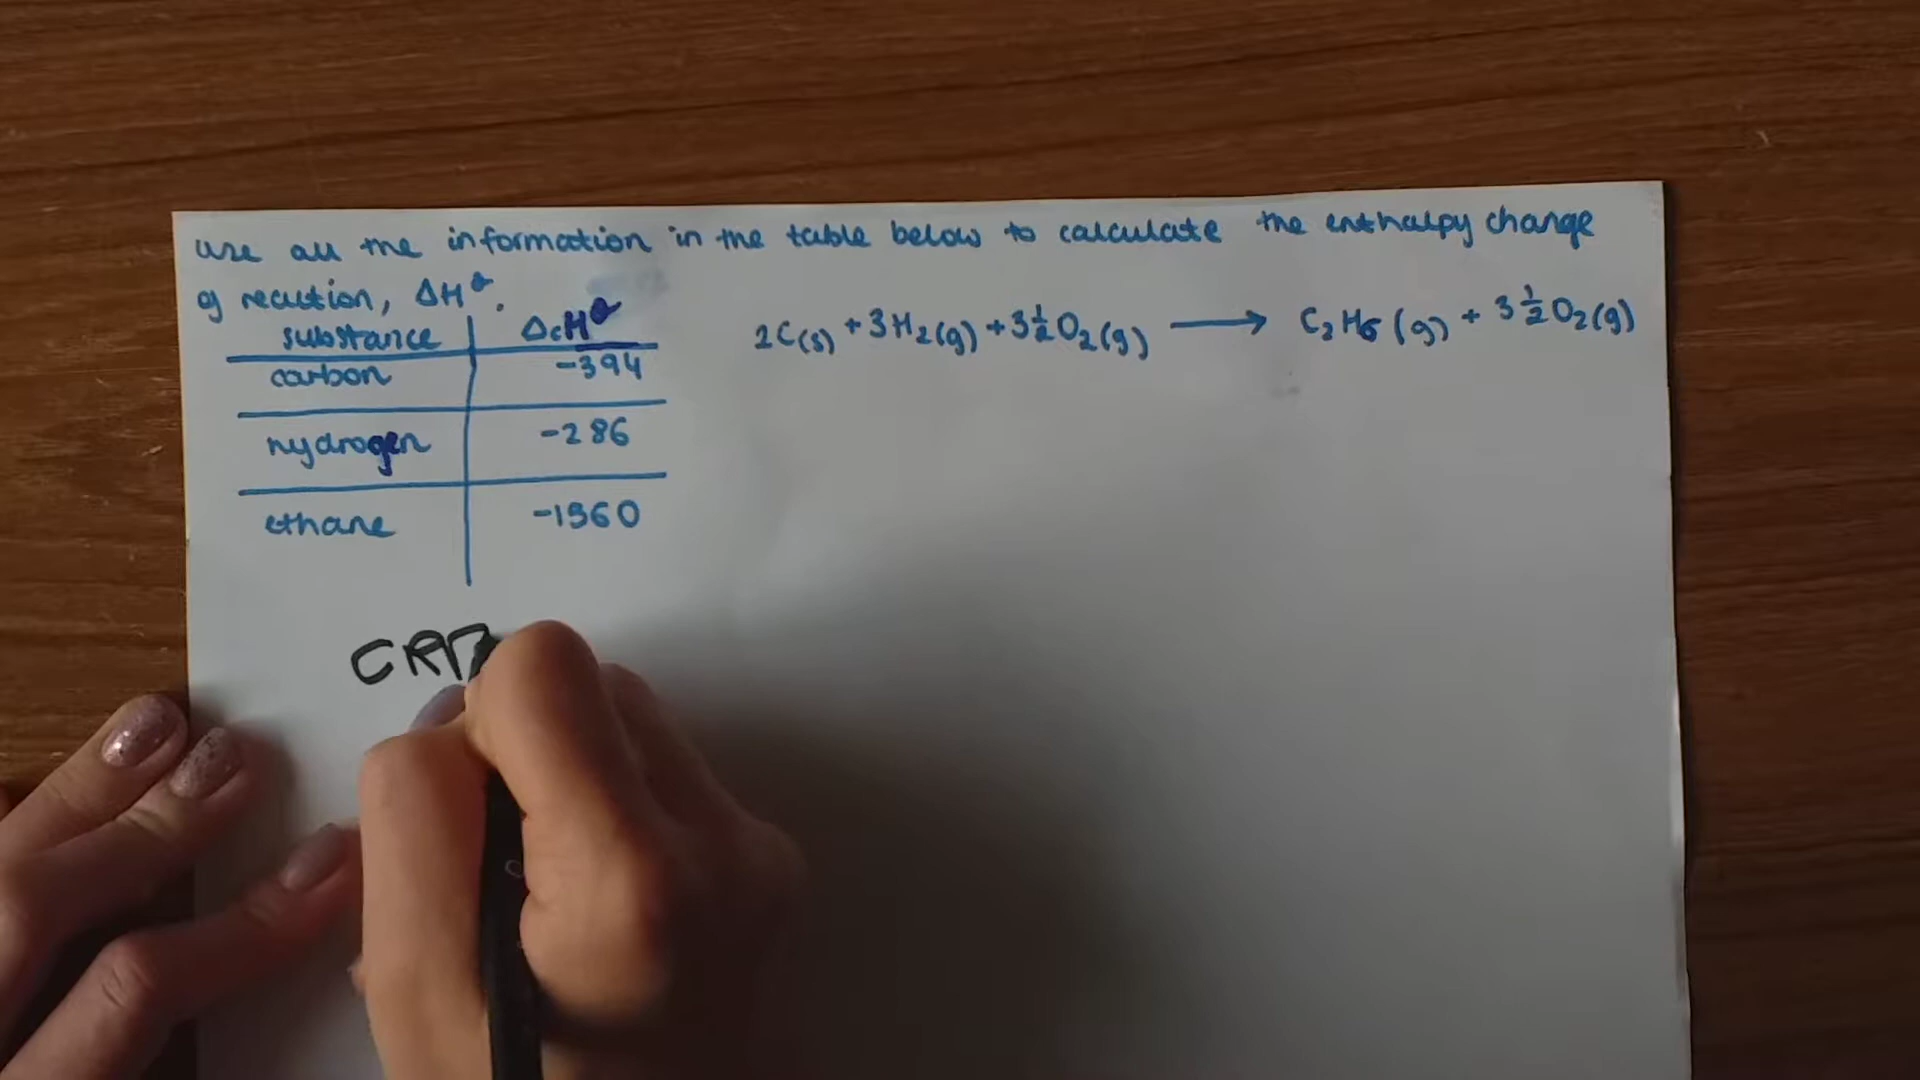 use all the information in the table below to calculate the enthalpy change
of reaction, ΔH⦵.
substance ΔcH⦵
carbon -394
hydrogen -286
ethane -1560
2C(s) + 3H₂(g) + 3½O₂(g) ⟶ C₂H₆(g) + 3½O₂(g)